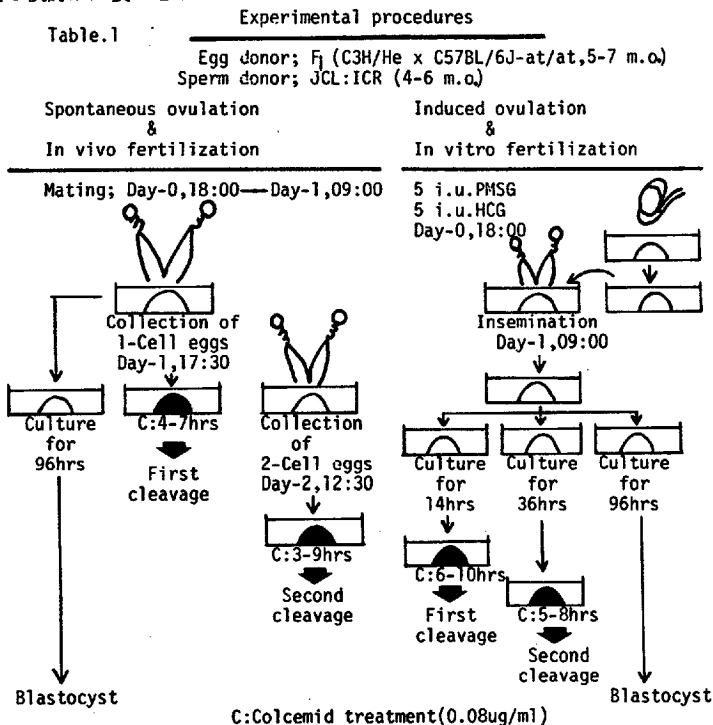 Table.1
Experimental procedures
Egg donor; F1 (C3H/He x C57BL/6J-at/at,5-7 m.o.)
Sperm donor; JCL:ICR (4-6 m.o.)
Spontaneous ovulation
&
In vivo fertilization
Mating; Day-0,18:00—Day-1,09:00
Collection of
1-Cell eggs
Day-1,17:30
Culture
for
96hrs
C:4-7hrs
First
cleavage
Collection
of
2-Cell eggs
Day-2,12:30
C:3-9hrs
Second
cleavage
Blastocyst
Induced ovulation
&
In vitro fertilization
5 i.u.PMSG
5 i.u.HCG
Day-0,18:00
Insemination
Day-1,09:00
Culture
for
14hrs
Culture
for
36hrs
Culture
for
96hrs
C:6-10hrs
First
cleavage
C:5-8hrs
Second
cleavage
Blastocyst
C:Colcemid treatment(0.08ug/ml)